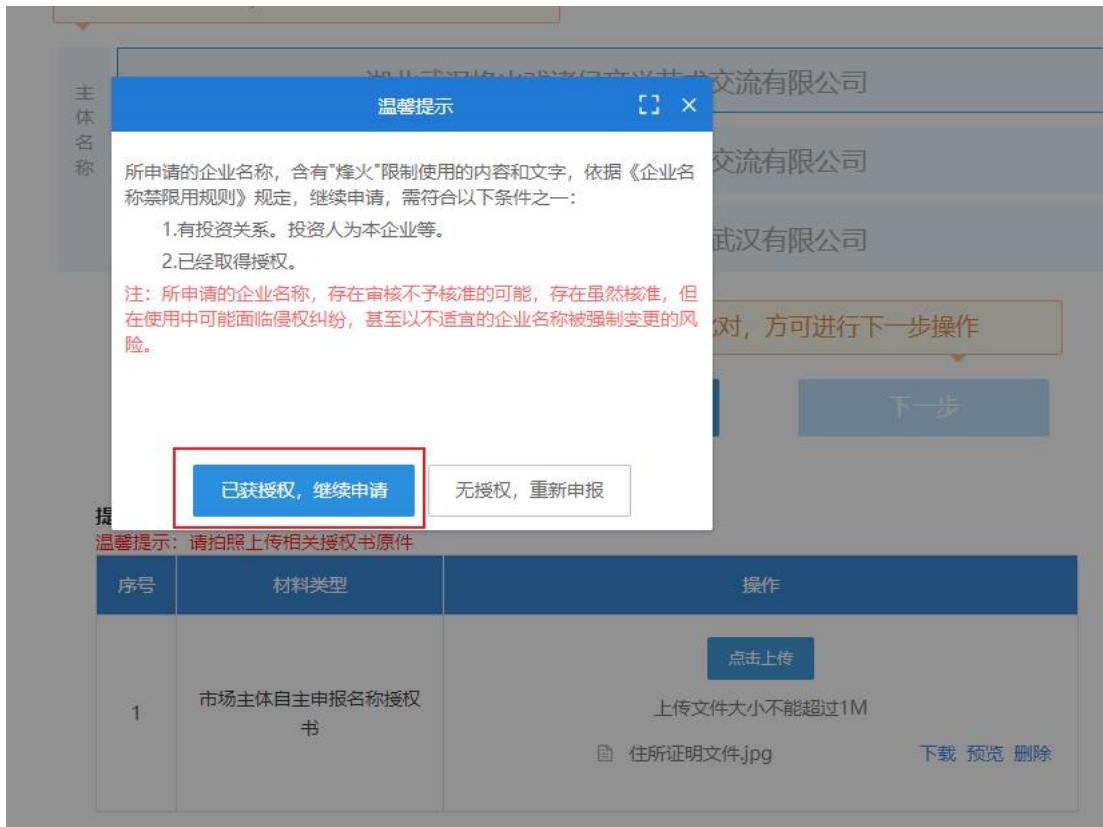 主
体
名
称
交流有限公司
温馨提示
交流有限公司
武汉有限公司
所申请的企业名称，含有"烽火"限制使用的内容和文字，依据《企业名
称禁限用规则》规定，继续申请，需符合以下条件之一：
1.有投资关系。投资人为本企业等。
2.已经取得授权。
注：所申请的企业名称，存在审核不予核准的可能，存在虽然核准，但
在使用中可能面临侵权纠纷，甚至以不适宜的企业名称被强制变更的风
险。
对，方可进行下一步操作
下一步
已获授权，继续申请
无授权，重新申报
提
温馨提示：请拍照上传相关授权书原件
序号 材料类型 操作
点击上传
1 市场主体自主申报名称授权
书
上传文件大小不能超过1M
住所证明文件.jpg 下载 预览 删除